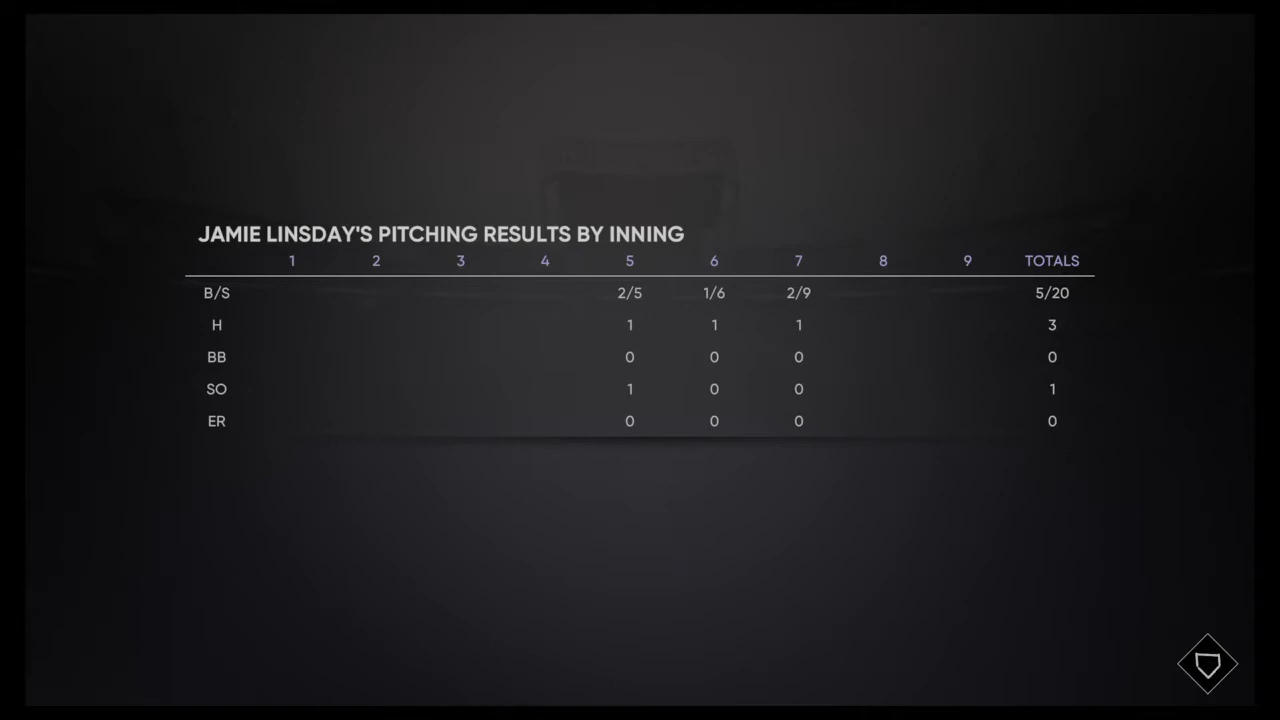 JAMIE LINSDAY'S PITCHING RESULTS BY INNING
1 2 3 4 5 6 7 8 9 TOTALS
B/S 2/5 1/6 2/9 5/20
H 1 1 1 3
BB 0 0 0 0
SO 1 0 0 1
ER 0 0 0 0